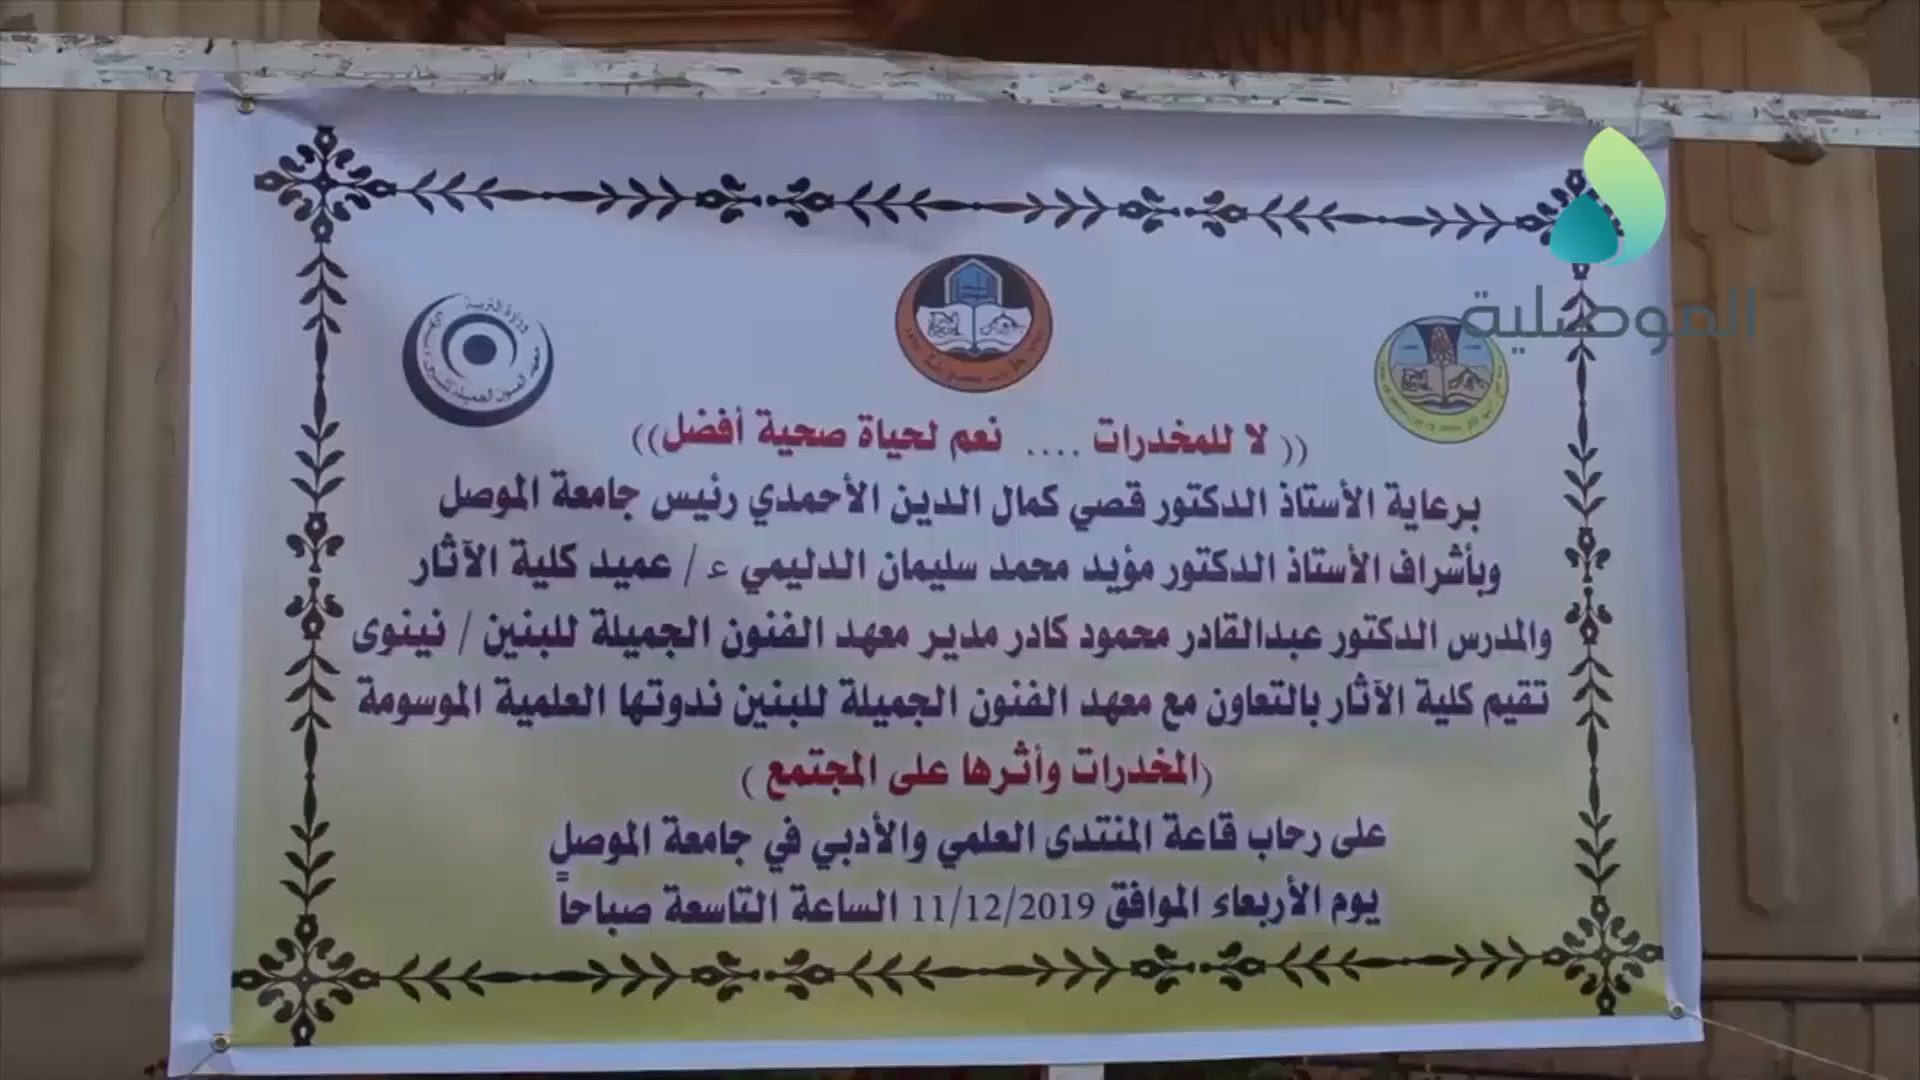 الموصلية
وزارة التربية
(( لا للمخدرات .... نعم لحياة صحية أفضل))
برعاية الأستاذ الدكتور قصي كمال الدين الأحمدي رئيس جامعة الموصل
وبأشراف الأستاذ الدكتور مؤيد محمد سليمان الدليمي ء / عميد كلية الآثار
والمدرس الدكتور عبدالقادر محمود كادر مدير معهد الفنون الجميلة للبنين / نينوى
تقيم كلية الآثار بالتعاون مع معهد الفنون الجميلة للبنين ندوتها العلمية الموسومة
(المخدرات وأثرها على المجتمع )
على رحاب قاعة المنتدى العلمي والأدبي في جامعة الموصل
يوم الأربعاء الموافق 11/12/2019 الساعة التاسعة صباحاً